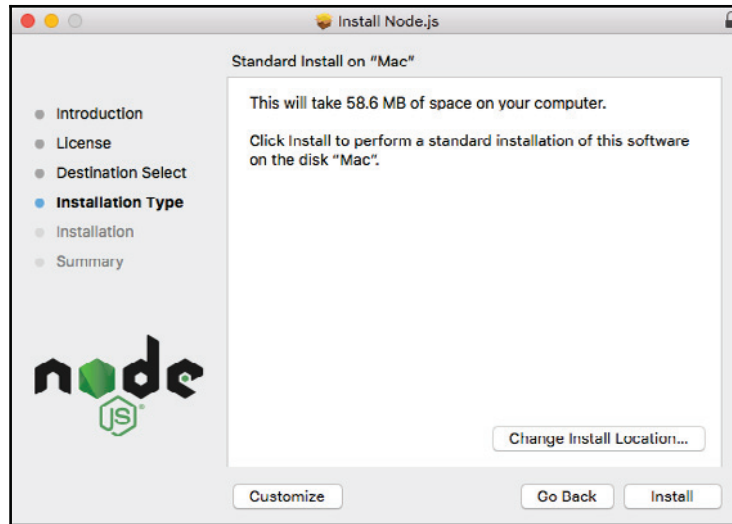 Install Node.js
Standard Install on "Mac"
Introduction
License
Destination Select
Installation Type
Installation
Summary
This will take 58.6 MB of space on your computer.
Click Install to perform a standard installation of this software
on the disk "Mac".
node
JS
Change Install Location...
Customize
Go Back
Install